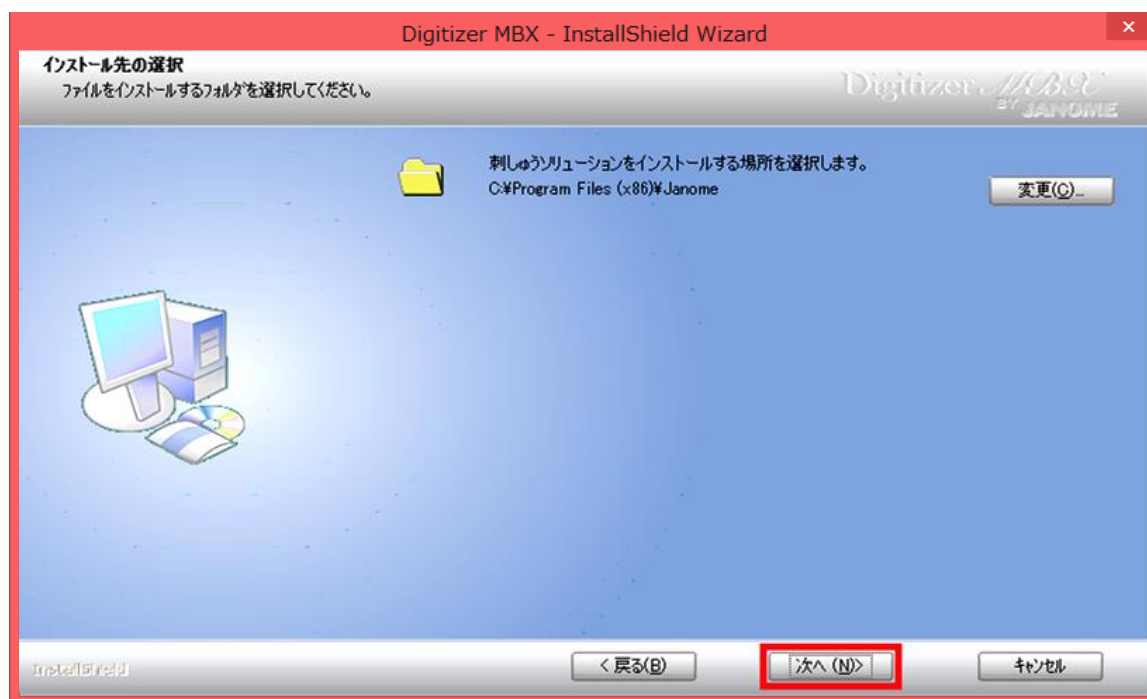 Digitizer MBX - InstallShield Wizard
×
インストール先の選択
ファイルをインストールするフォルダを選択してください。
Digitizer MBX
BY JANOME
刺しゅうソリューションをインストールする場所を選択します。
C:¥Program Files (x86)¥Janome
変更(C)...
InstallShield
< 戻る(B)
次へ (N)>
キャンセル